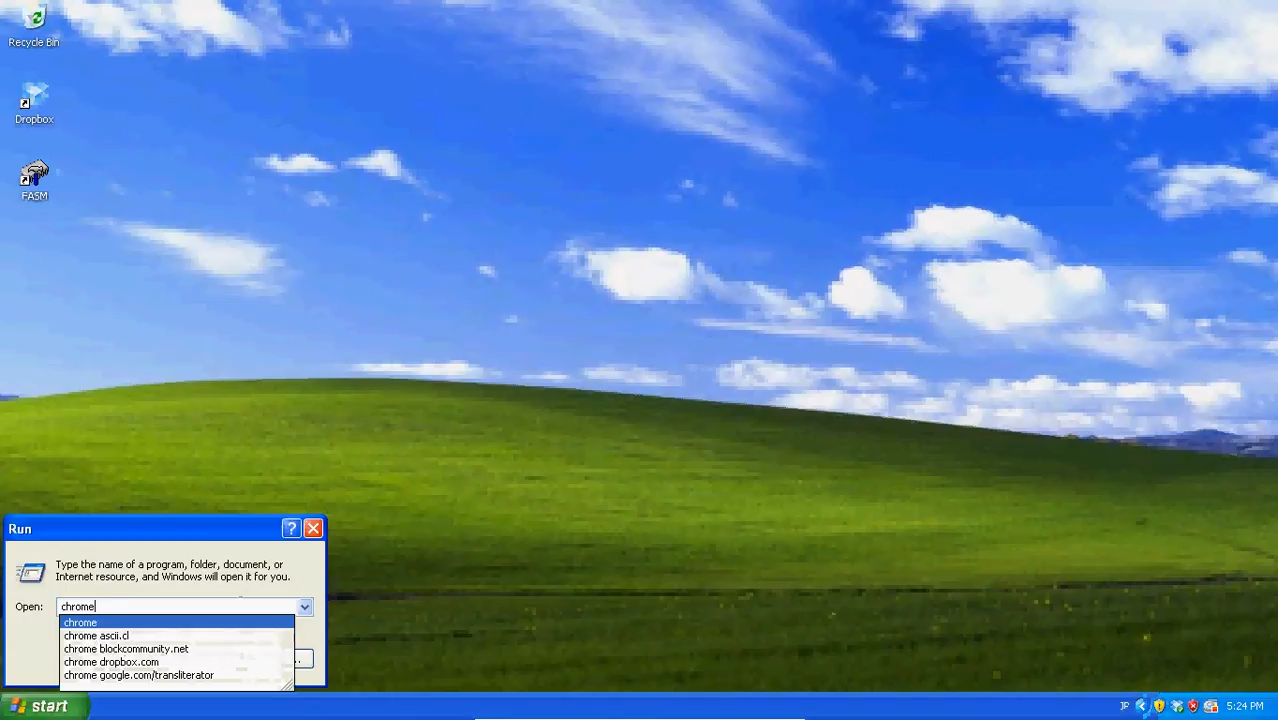 Recycle Bin
Dropbox
FASM
Run
Type the name of a program, folder, document, or
Internet resource, and Windows will open it for you.
Open: chrome
chrome
chrome ascii.cl
chrome blockcommunity.net
chrome dropbox.com
chrome google.com/transliterator
...
start
JP
5:24 PM